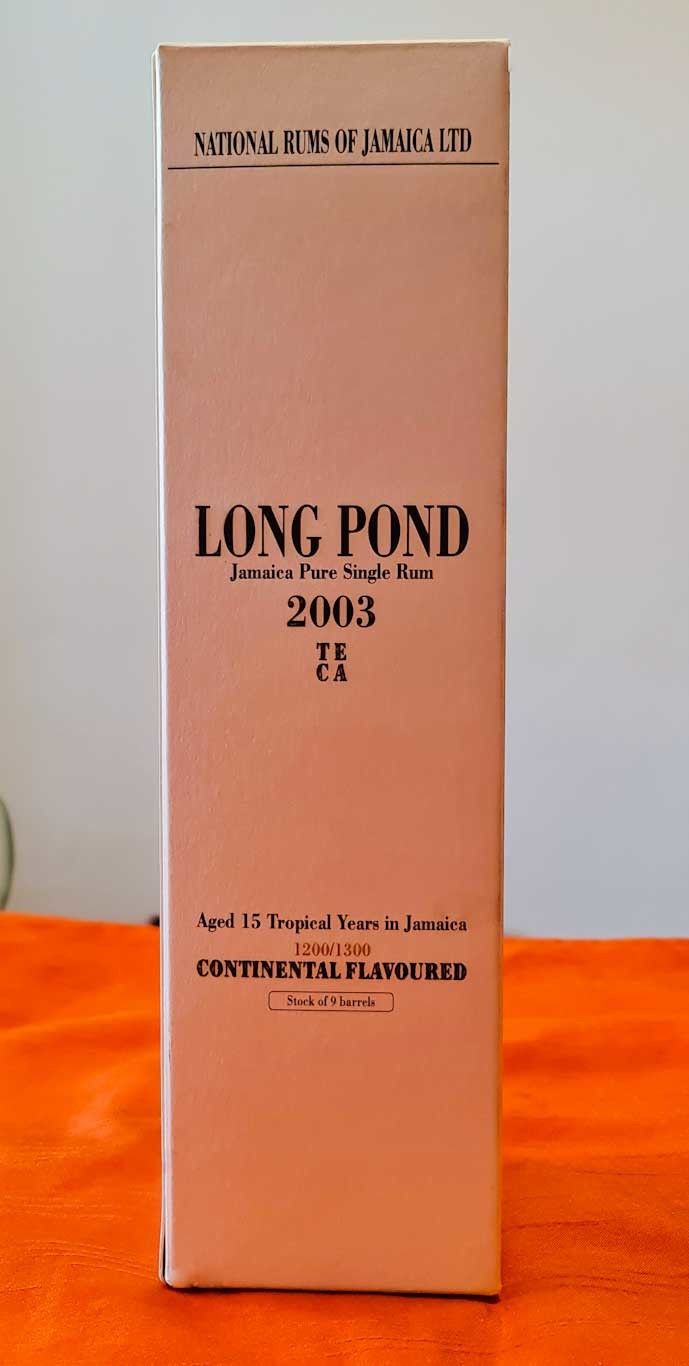 NATIONAL RUMS OF JAMAICA LTD
LONG POND
Jamaica Pure Single Rum
2003
TE
CA
Aged 15 Tropical Years in Jamaica
1200/1300
CONTINENTAL FLAVOURED
Stock of 9 barrels